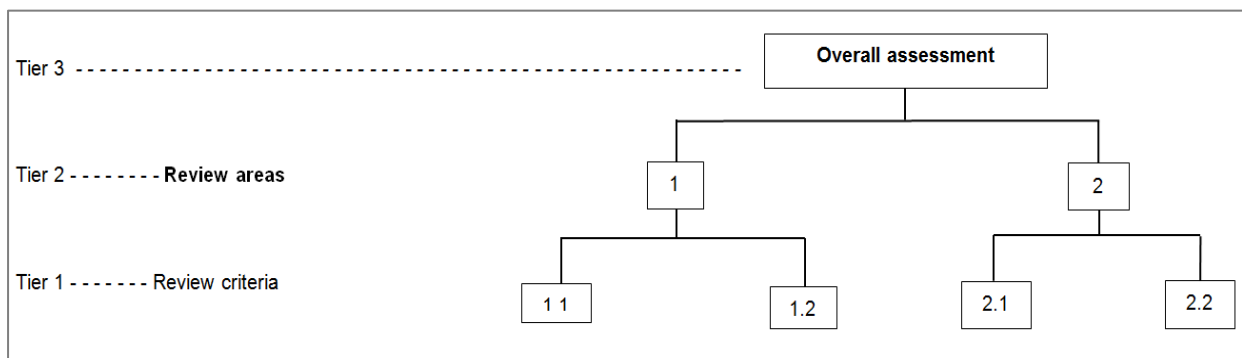 Overall assessment
Tier 3 - - - - - - - - - - - - - - - - - - - - - - - - - - - - - - - - - - - - - - - - - - - - - - - - - - - - - - - - -
Tier 2 - - - - - - - - Review areas
1
2
Tier 1 - - - - - - - Review criteria
1 1
1.2
2.1
2.2